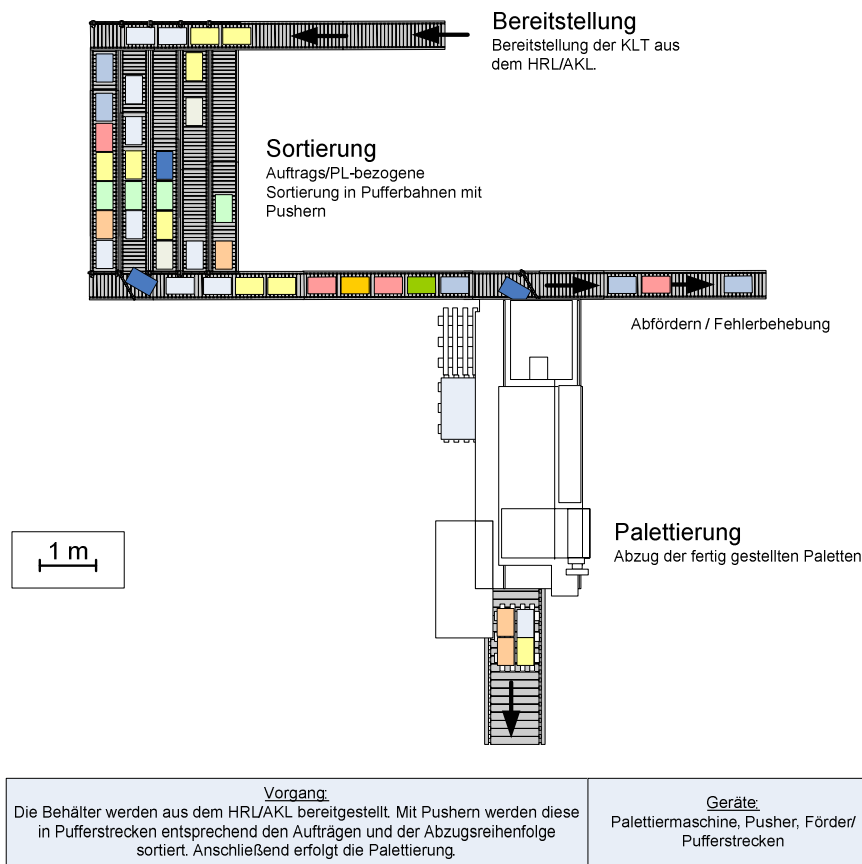 Bereitstellung
Bereitstellung der KLT aus
dem HRL/AKL.
Sortierung
Auftrags/PL-bezogene
Sortierung in Pufferbahnen mit
Pushern
Abfördern / Fehlerbehebung
Palettierung
Abzug der fertig gestellten Paletten
1 m
Vorgang:
Die Behälter werden aus dem HRL/AKL bereitgestellt. Mit Pushern werden diese
in Pufferstrecken entsprechend den Aufträgen und der Abzugsreihenfolge
sortiert. Anschließend erfolgt die Palettierung.
Geräte:
Palettiermaschine, Pusher, Förder/
Pufferstrecken